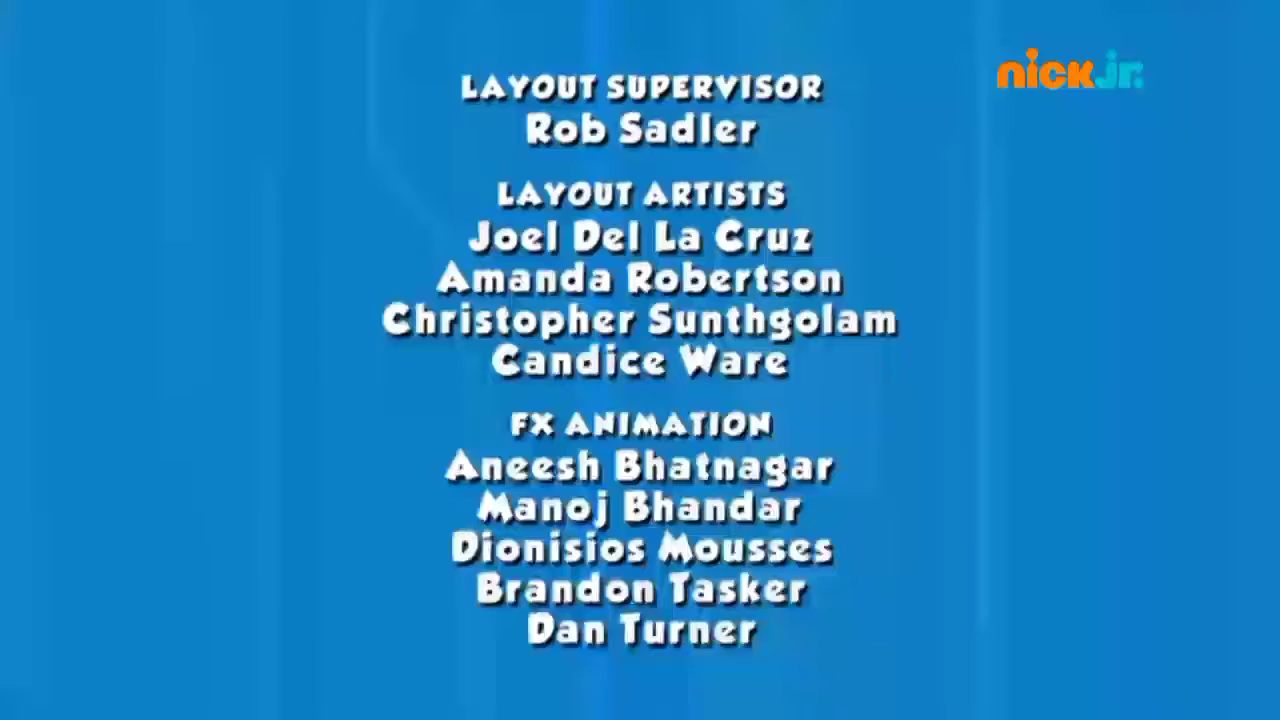 nick jr.
LAYOUT SUPERVISOR
Rob Sadler
LAYOUT ARTISTS
Joel Del La Cruz
Amanda Robertson
Christopher Sunthgolam
Candice Ware
FX ANIMATION
Aneesh Bhatnagar
Manoj Bhandar
Dionisios Mousses
Brandon Tasker
Dan Turner